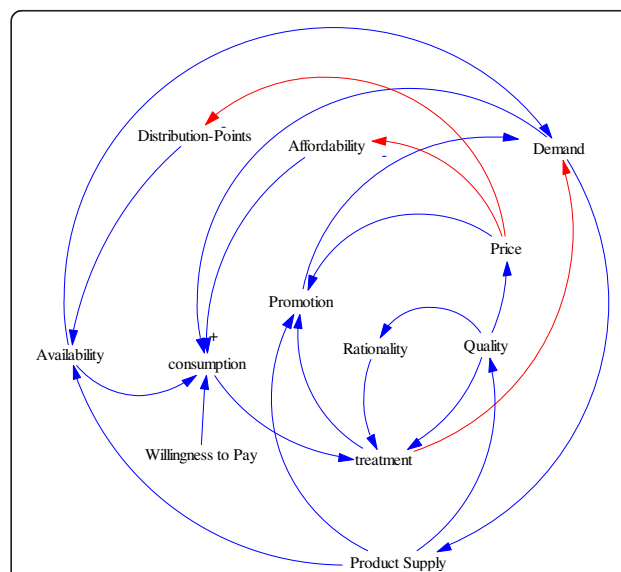 Distribution-Points
-
Affordability
-
Demand
Price
Promotion
+
Availability
consumption
Rationality
Quality
Willingness to Pay
treatment
Product Supply